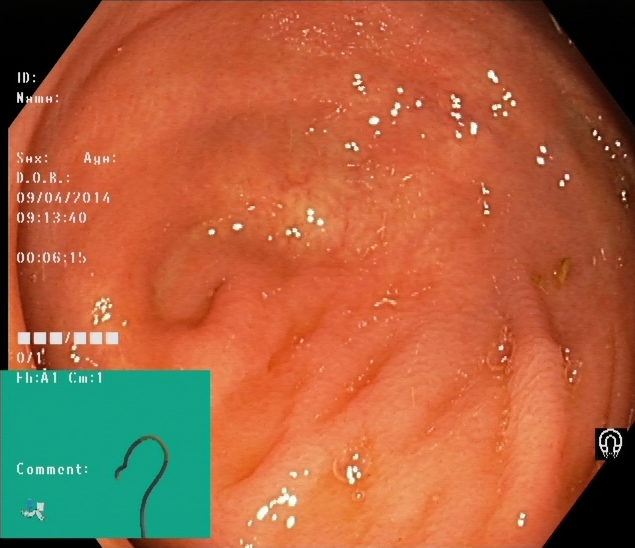 ID:
Name:
Sex: Age:
D.O.B.:
09/04/2014
09:13:40
00:06:15
■■■/■■■
0/1
Eh:A1 Cm:1
Comment: